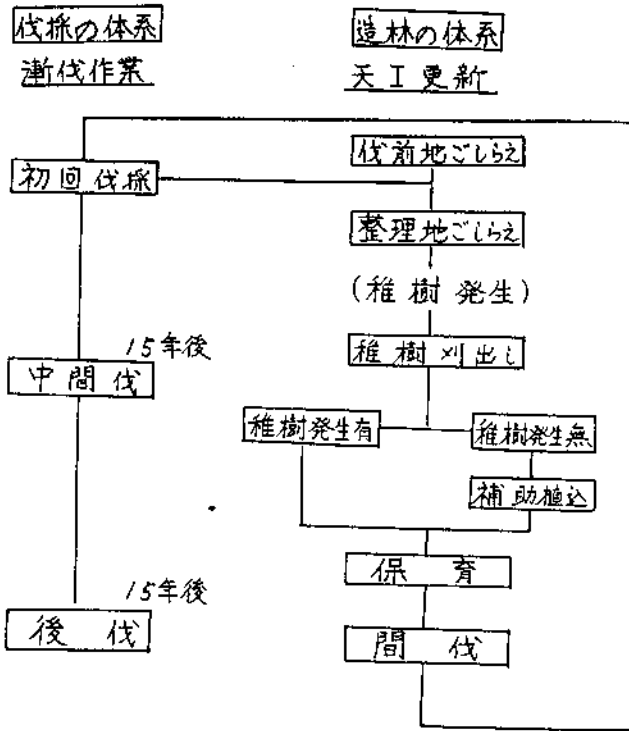 伐採の体系
漸伐作業
造林の体系
天Ⅰ更新
伐前地ごしらえ
初回伐採
整理地ごしらえ
(稚樹発生)
稚樹刈出し
15年後
中間伐
稚樹発生有
稚樹発生無
補助植込
保育
15年後
後伐
間伐